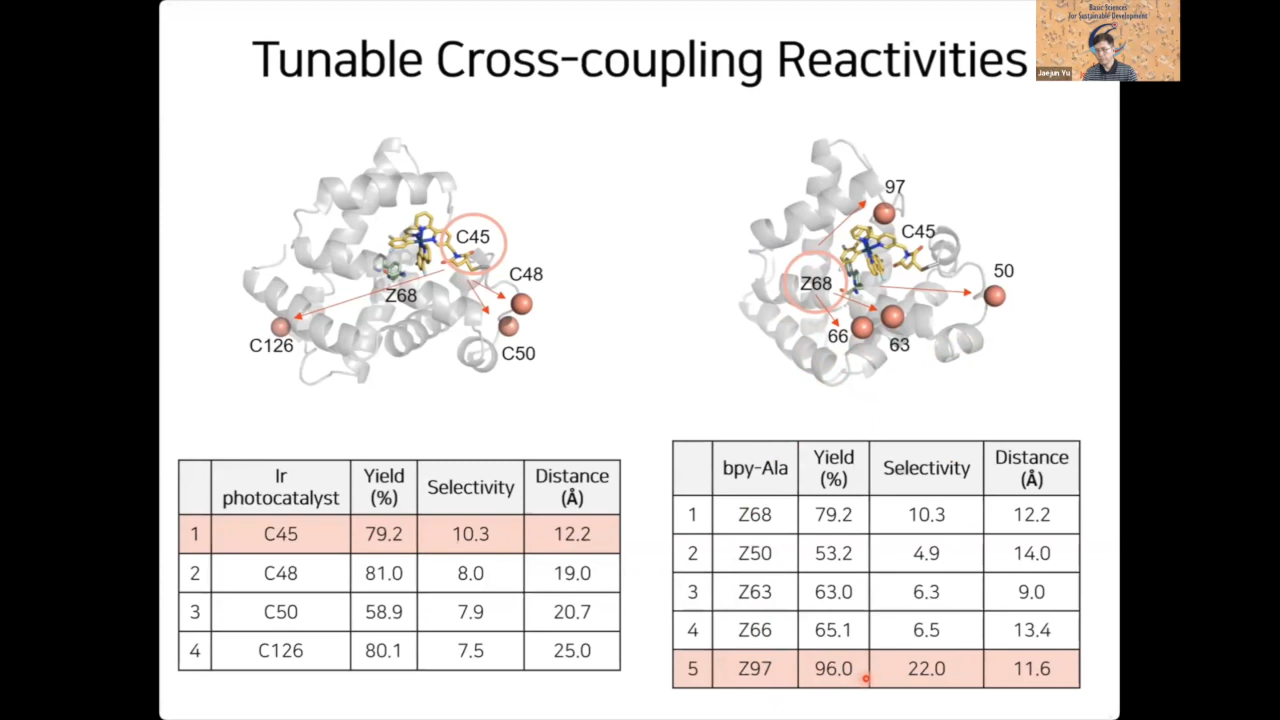 Basic Sciences
for Sustainable Development
Jaejun Yu
Tunable Cross-coupling Reactivities
C45
C48
Z68
C126
C50
97
C45
50
Z68
66
63
Ir photocatalyst Yield (%) Selectivity Distance (Å)
1 C45 79.2 10.3 12.2
2 C48 81.0 8.0 19.0
3 C50 58.9 7.9 20.7
4 C126 80.1 7.5 25.0
bpy-Ala Yield (%) Selectivity Distance (Å)
1 Z68 79.2 10.3 12.2
2 Z50 53.2 4.9 14.0
3 Z63 63.0 6.3 9.0
4 Z66 65.1 6.5 13.4
5 Z97 96.0 22.0 11.6